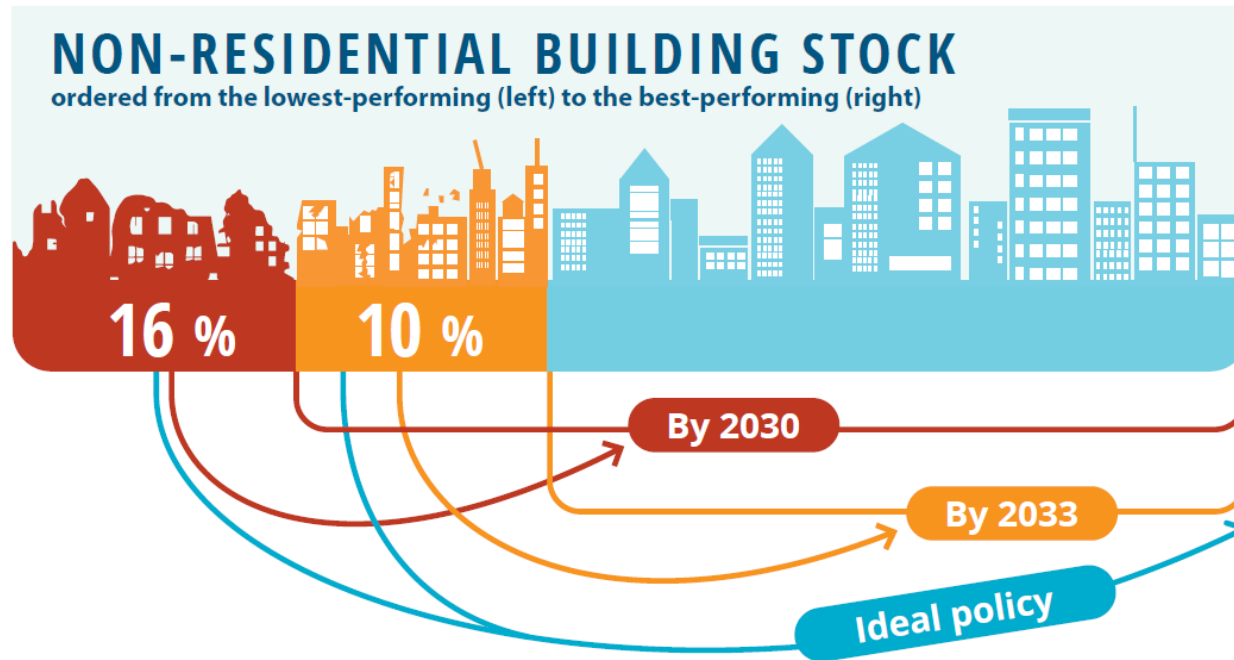 NON-RESIDENTIAL BUILDING STOCK
ordered from the lowest-performing (left) to the best-performing (right)
16 %
10 %
By 2030
By 2033
Ideal policy